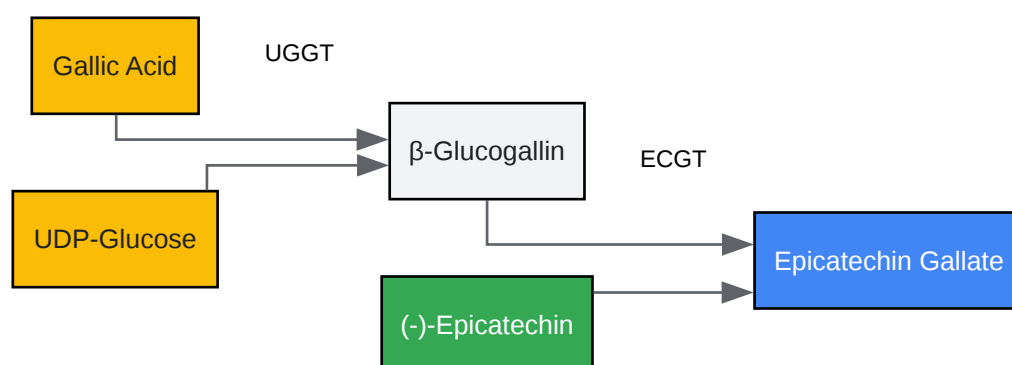 Gallic Acid
UGGT
UDP-Glucose
β-Glucogallin
ECGT
(-)-Epicatechin
Epicatechin Gallate